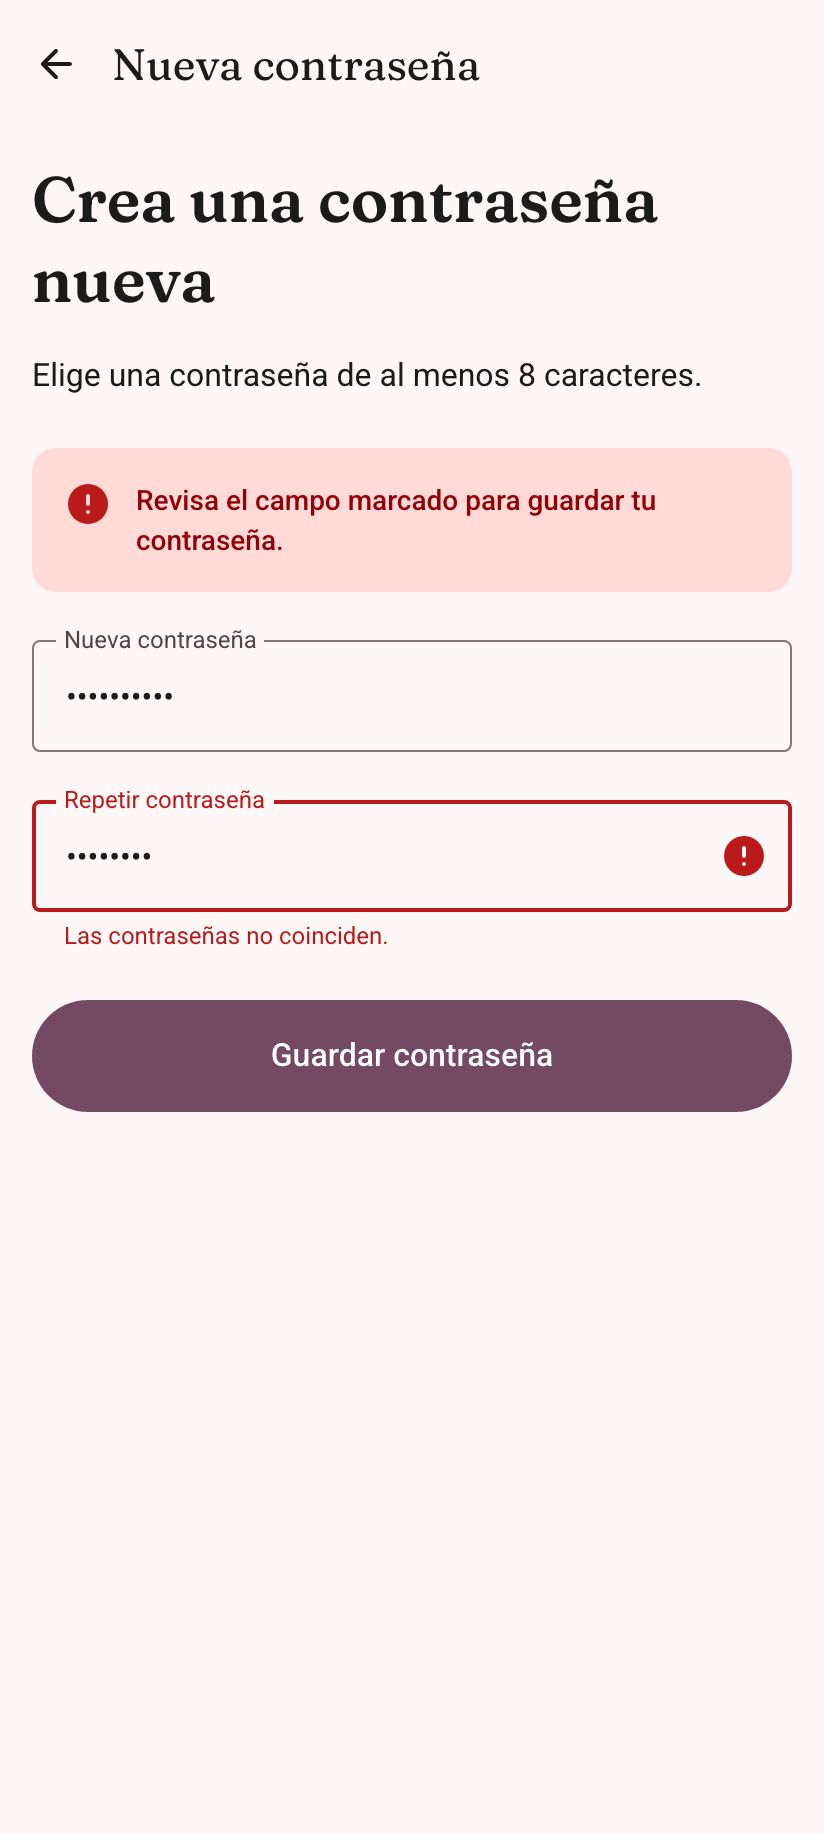 Nueva contraseña
Crea una contraseña
nueva
Elige una contraseña de al menos 8 caracteres.
Revisa el campo marcado para guardar tu
contraseña.
Nueva contraseña
••••••••••
Repetir contraseña
••••••••
Las contraseñas no coinciden.
Guardar contraseña